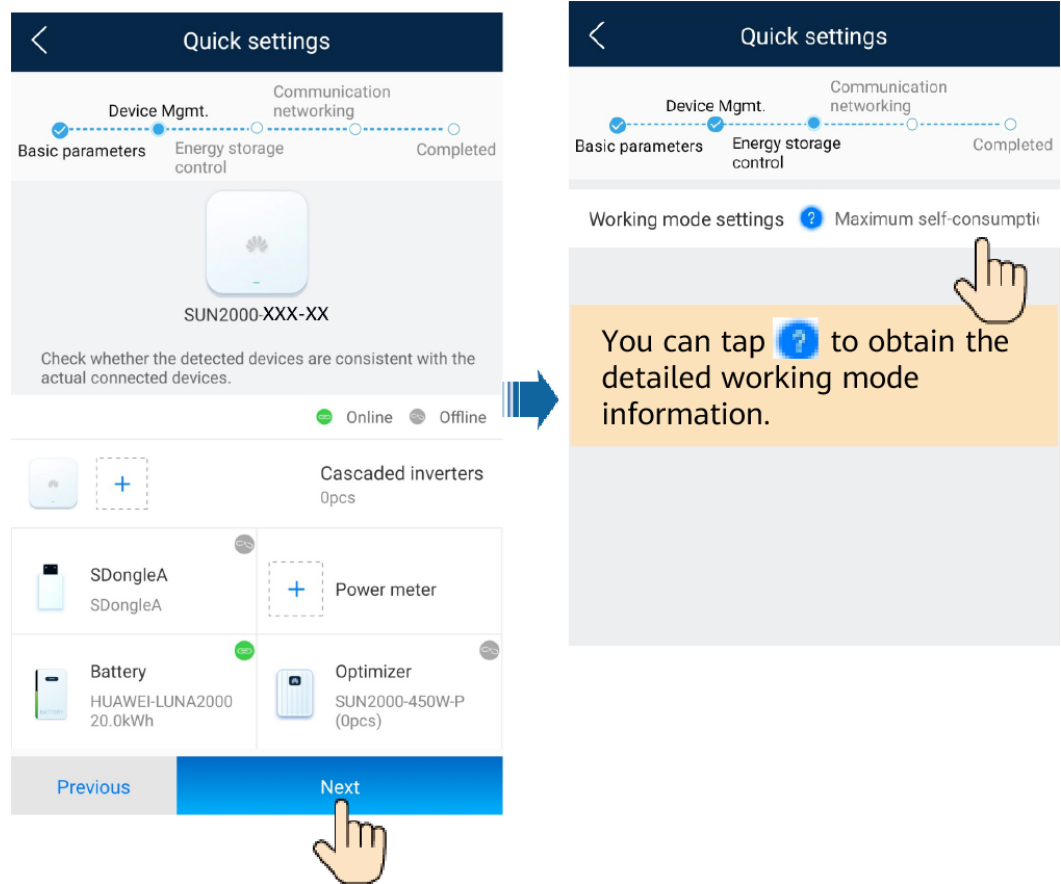 Quick settings
Communication
Device Mgmt.
networking
Basic parameters
Energy storage
Completed
control
SUN2000-XXX-XX
Check whether the detected devices are consistent with the
actual connected devices.
Online
Offline
Cascaded inverters
0pcs
SDongleA
SDongleA
Power meter
Battery
HUAWEI-LUNA2000
20.0kWh
Optimizer
SUN2000-450W-P
(0pcs)
Previous
Next
Quick settings
Communication
Device Mgmt.
networking
Basic parameters
Energy storage
Completed
control
Working mode settings ? Maximum self-consumpti
You can tap ? to obtain the
detailed working mode
information.